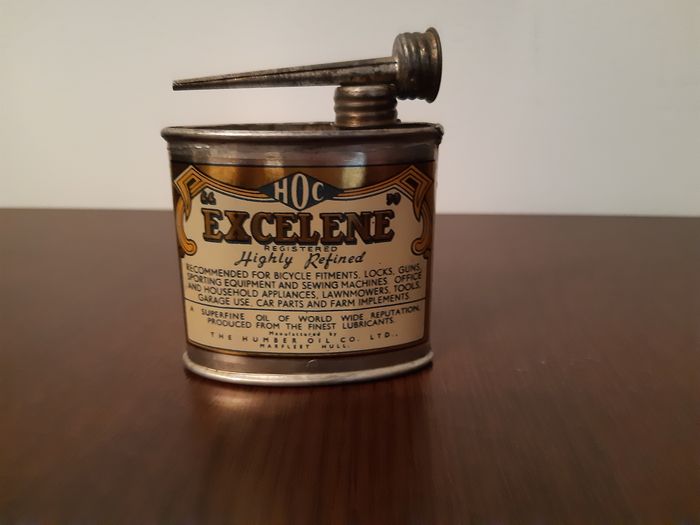 HOC
EXCELENE
REGISTERED
Highly Refined
RECOMMENDED FOR BICYCLE FITMENTS, LOCKS, GUNS,
SPORTING EQUIPMENT AND SEWING MACHINES. OFFICE
AND HOUSEHOLD APPLIANCES, LAWNMOWERS, TOOLS,
GARAGE USE. CAR PARTS AND FARM IMPLEMENTS.
A SUPERFINE OIL OF WORLD WIDE REPUTATION,
PRODUCED FROM THE FINEST LUBRICANTS.
Manufactured by
THE HUMBER OIL CO. LTD.,
MARFLEET HULL.